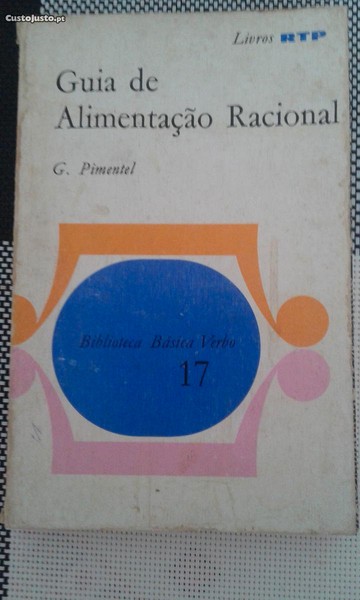 CustoJusto.pt
Livros RTP
Guia de
Alimentação Racional
G. Pimentel
Biblioteca Básica Verbo
17